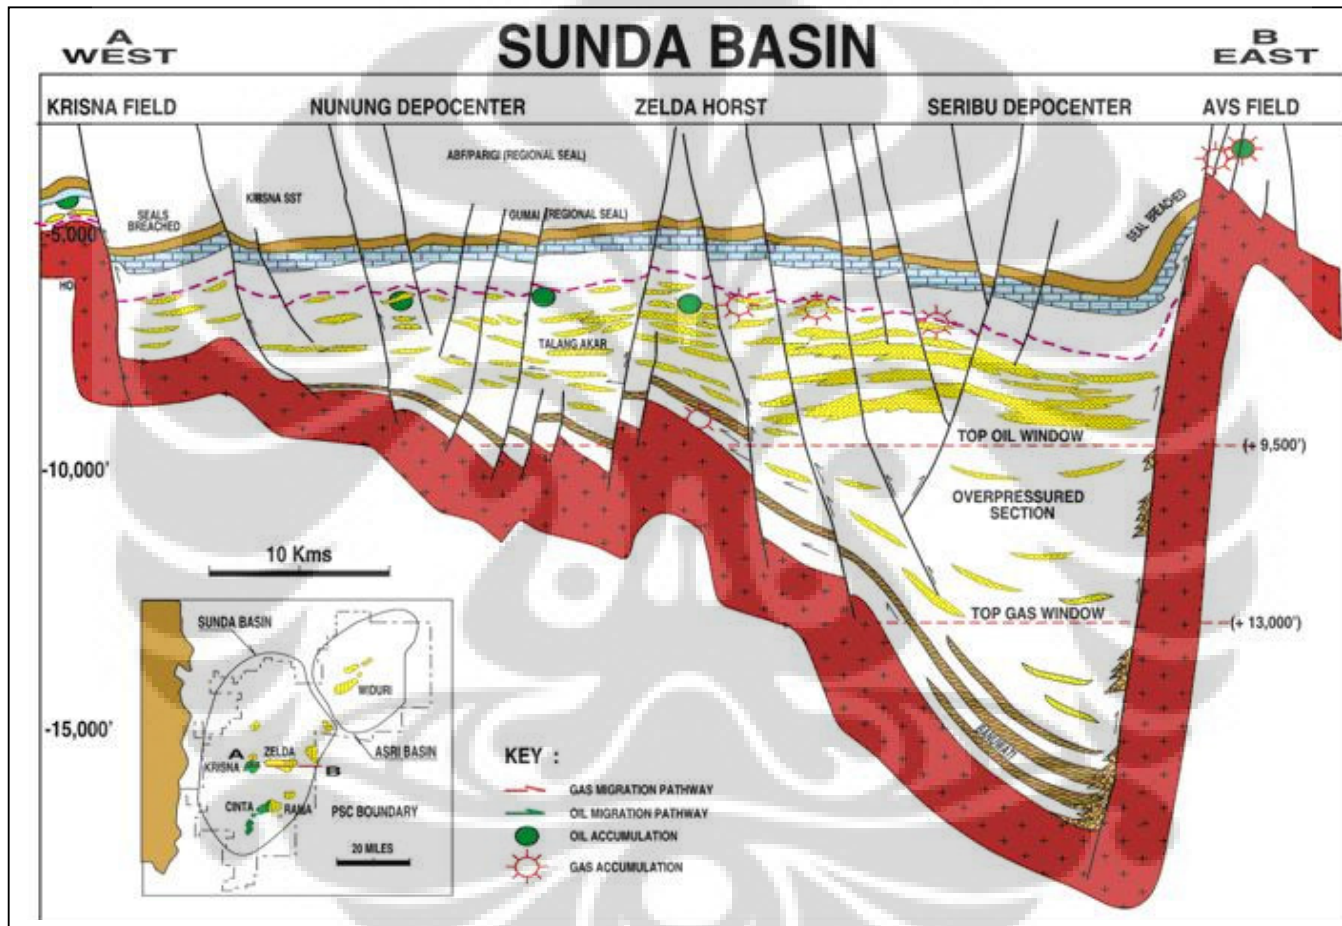 SUNDA BASIN
A
WEST
B
EAST
KRISNA FIELD
NUNUNG DEPOCENTER
ZELDA HORST
SERIBU DEPOCENTER
AVS FIELD
ABF/PARIGI (REGIONAL SEAL)
KRISNA SST
SEALS
BREACHED
GUMAI (REGIONAL SEAL)
SEAL BREACHED
-5,000'
HO
TALANG AKAR
TOP OIL WINDOW
(+ 9,500')
-10,000'
OVERPRESSURED
SECTION
10 Kms
TOP GAS WINDOW
(+ 13,000')
-15,000'
BANUWATI
SUNDA BASIN
WIDURI
ASRI BASIN
A
ZELDA
KRISNA
B
CINTA
RAMA
PSC BOUNDARY
20 MILES
KEY :
GAS MIGRATION PATHWAY
OIL MIGRATION PATHWAY
OIL ACCUMULATION
GAS ACCUMULATION